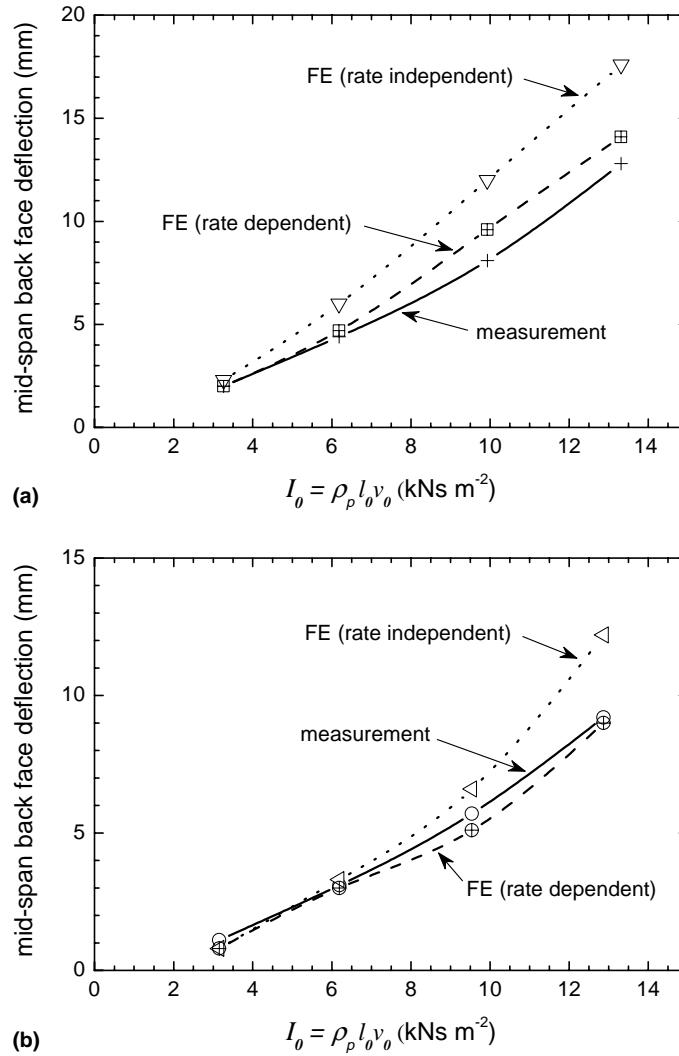 20
15
10
5
0
mid-span back face deflection (mm)
FE (rate independent)
FE (rate dependent)
measurement
0 2 4 6 8 10 12 14
(a)
I₀ = ρₚ l₀ v₀ (kNs m⁻²)
15
10
5
0
mid-span back face deflection (mm)
FE (rate independent)
measurement
FE (rate dependent)
0 2 4 6 8 10 12 14
(b)
I₀ = ρₚ l₀ v₀ (kNs m⁻²)